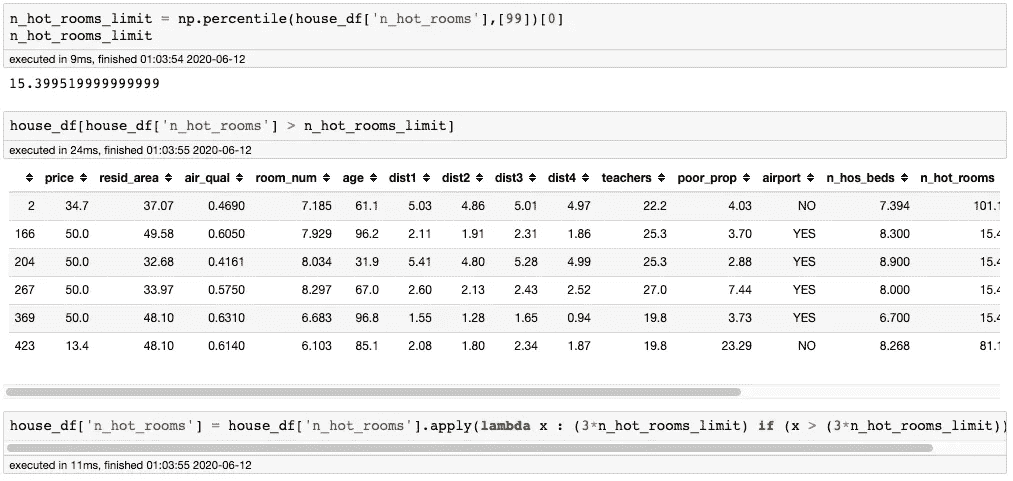 n_hot_rooms_limit = np.percentile(house_df['n_hot_rooms'],[99])[0]
n_hot_rooms_limit
executed in 9ms, finished 01:03:54 2020-06-12
15.399519999999999
house_df[house_df['n_hot_rooms'] > n_hot_rooms_limit]
executed in 24ms, finished 01:03:55 2020-06-12
price resid_area air_qual room_num age dist1 dist2 dist3 dist4 teachers poor_prop airport n_hos_beds n_hot_rooms
2 34.7 37.07 0.4690 7.185 61.1 5.03 4.86 5.01 4.97 22.2 4.03 NO 7.394 101.1
166 50.0 49.58 0.6050 7.929 96.2 2.11 1.91 2.31 1.86 25.3 3.70 YES 8.300 15.4
204 50.0 32.68 0.4161 8.034 31.9 5.41 4.80 5.28 4.99 25.3 2.88 YES 8.900 15.4
267 50.0 33.97 0.5750 8.297 67.0 2.60 2.13 2.43 2.52 27.0 7.44 YES 8.000 15.4
369 50.0 48.10 0.6310 6.683 96.8 1.55 1.28 1.65 0.94 19.8 3.73 YES 6.700 15.4
423 13.4 48.10 0.6140 6.103 85.1 2.08 1.80 2.34 1.87 19.8 23.29 NO 8.268 81.1
house_df['n_hot_rooms'] = house_df['n_hot_rooms'].apply(lambda x : (3*n_hot_rooms_limit) if (x > (3*n_hot_rooms_limit))
executed in 11ms, finished 01:03:55 2020-06-12